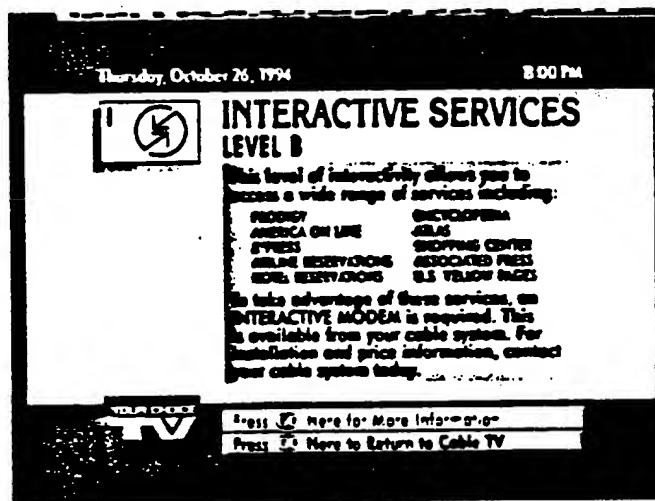 Thursday, October 26, 1994
8:00 PM
INTERACTIVE SERVICES
LEVEL B
This level of interactivity allows you to
access a wide range of services including:
PRODIGY
ENCYCLOPEDIA
AMERICA ON LINE
ATLAS
X*PRESS
SHOPPING CENTER
AIRLINE RESERVATIONS
ASSOCIATED PRESS
HOTEL RESERVATIONS
U.S YELLOW PAGES
To take advantage of these services, an
INTERACTIVE MODEM is required. This
is available from your cable system. For
installation and price information, contact
your cable system today.
YOUR CHOICE
TV
Press Here for More Information
Press Here to Return to Cable TV